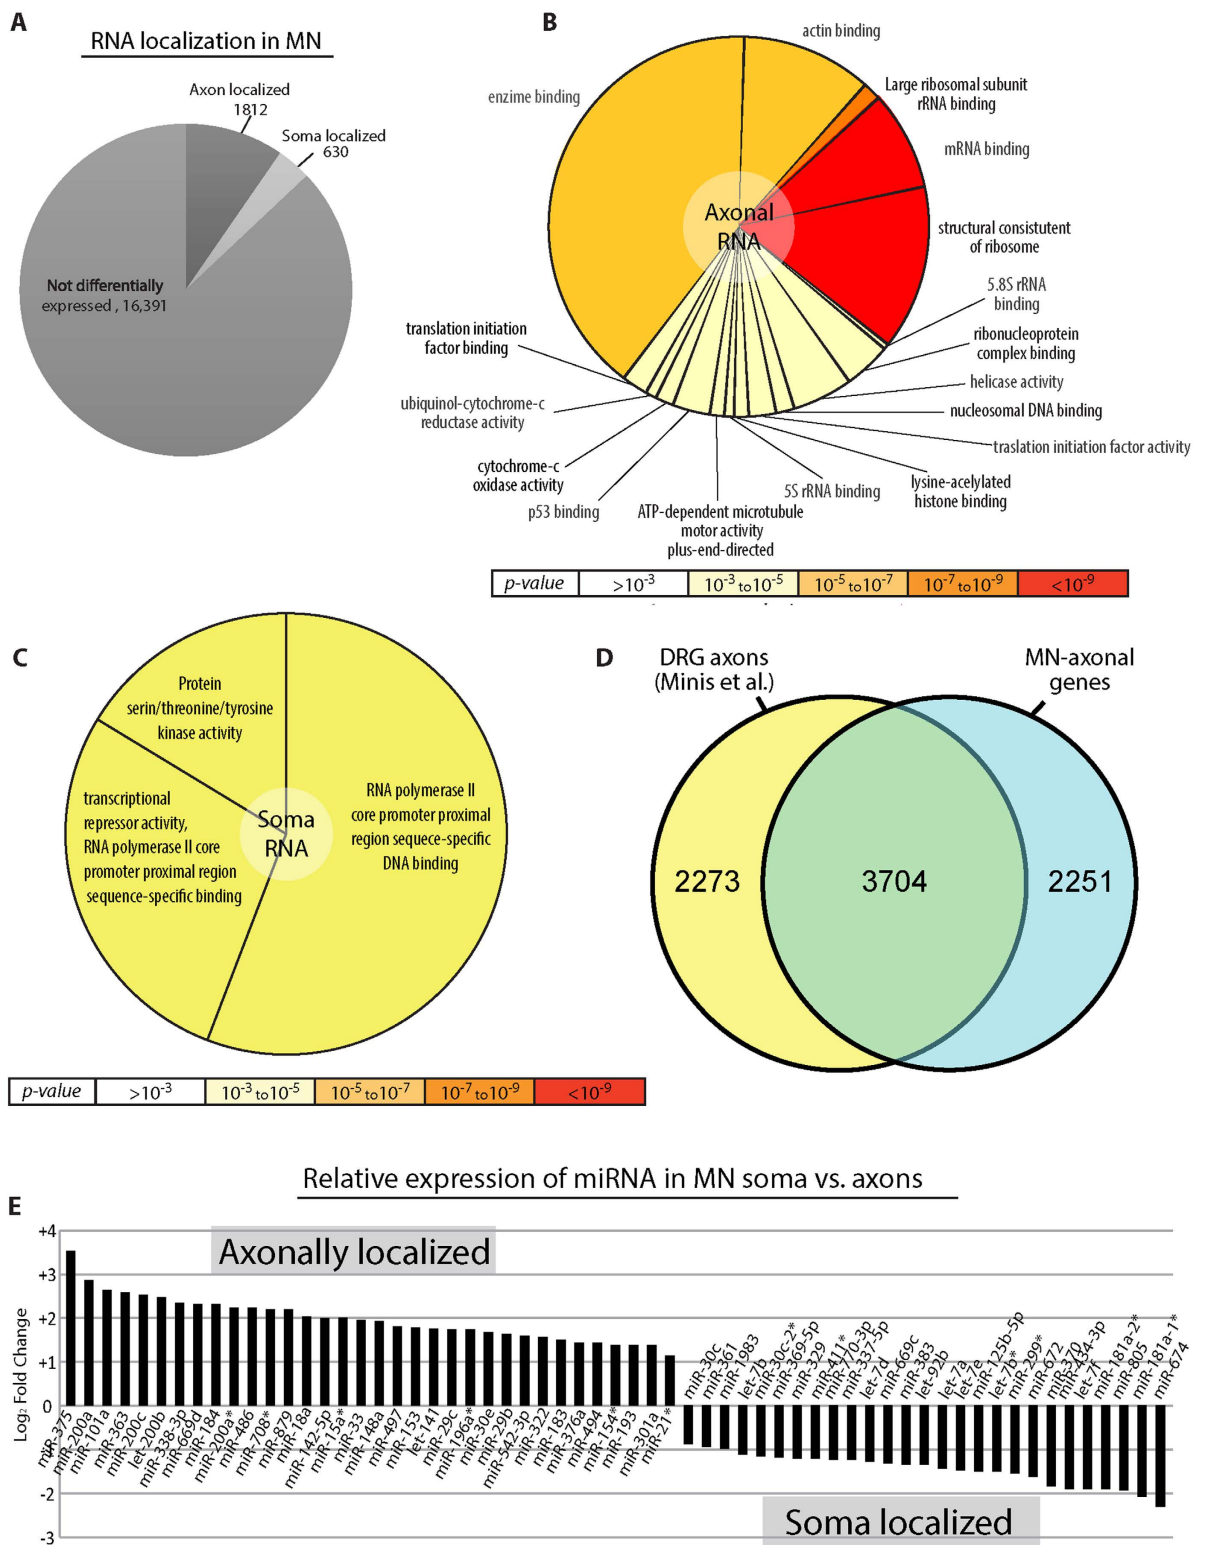 A
RNA localization in MN
Axon localized
1812
Soma localized
630
Not differentially
expressed , 16,391
B
actin binding
enzime binding
Large ribosomal subunit
rRNA binding
mRNA binding
Axonal
RNA
structural consistutent
of ribosome
5.8S rRNA
binding
ribonucleoprotein
complex binding
helicase activity
nucleosomal DNA binding
traslation initiation factor activity
lysine-acelylated
histone binding
5S rRNA binding
ATP-dependent microtubule
motor activity
plus-end-directed
p53 binding
cytochrome-c
oxidase activity
ubiquinol-cytochrome-c
reductase activity
translation initiation
factor binding
p-value >10-3 10-3 to10-5 10-5 to10-7 10-7 to10-9 <10-9
C
Protein
serin/threonine/tyrosine
kinase activity
transcriptional
repressor activity,
RNA polymerase II core
promoter proximal region
sequence-specific binding
Soma
RNA
RNA polymerase II
core promoter proximal
region sequece-specific
DNA binding
p-value >10-3 10-3 to10-5 10-5 to10-7 10-7 to10-9 <10-9
D
DRG axons
(Minis et al.)
MN-axonal
genes
2273
3704
2251
Relative expression of miRNA in MN soma vs. axons
E
Log2 Fold Change
+4
+3
+2
+1
0
-2
-3
Axonally localized
Soma localized
miR-375
miR-200a
miR-101a
miR-363
miR-200c
let-200b
miR-338-3p
miR-669d
miR-184
200a*
miR-486
miR-708*
miR-879
miR-18a
miR-142-5p
miR-15a*
miR-33
miR-148a
miR-497
miR-153
let-141
miR-29c
miR-196a*
miR-30e
miR-29b
miR-542-3p
miR-322
miR-183
miR-376a
miR-494
miR-154*
miR-193
miR-301a
miR-21*
miR-30c
miR-361
miR-1983
let-7b
miR-30c-2*
miR-369-5p
miR-329
miR-411*
miR-770-3p
miR-337-5p
let-7d
miR-669c
miR-383
let-92b
let-7a
let-7e
miR-125b-5p
let-7b*
miR-299*
miR-672
miR-370
miR-434-3p
let-7f
miR-181a-2*
miR-805
miR-181a-1*
miR-674